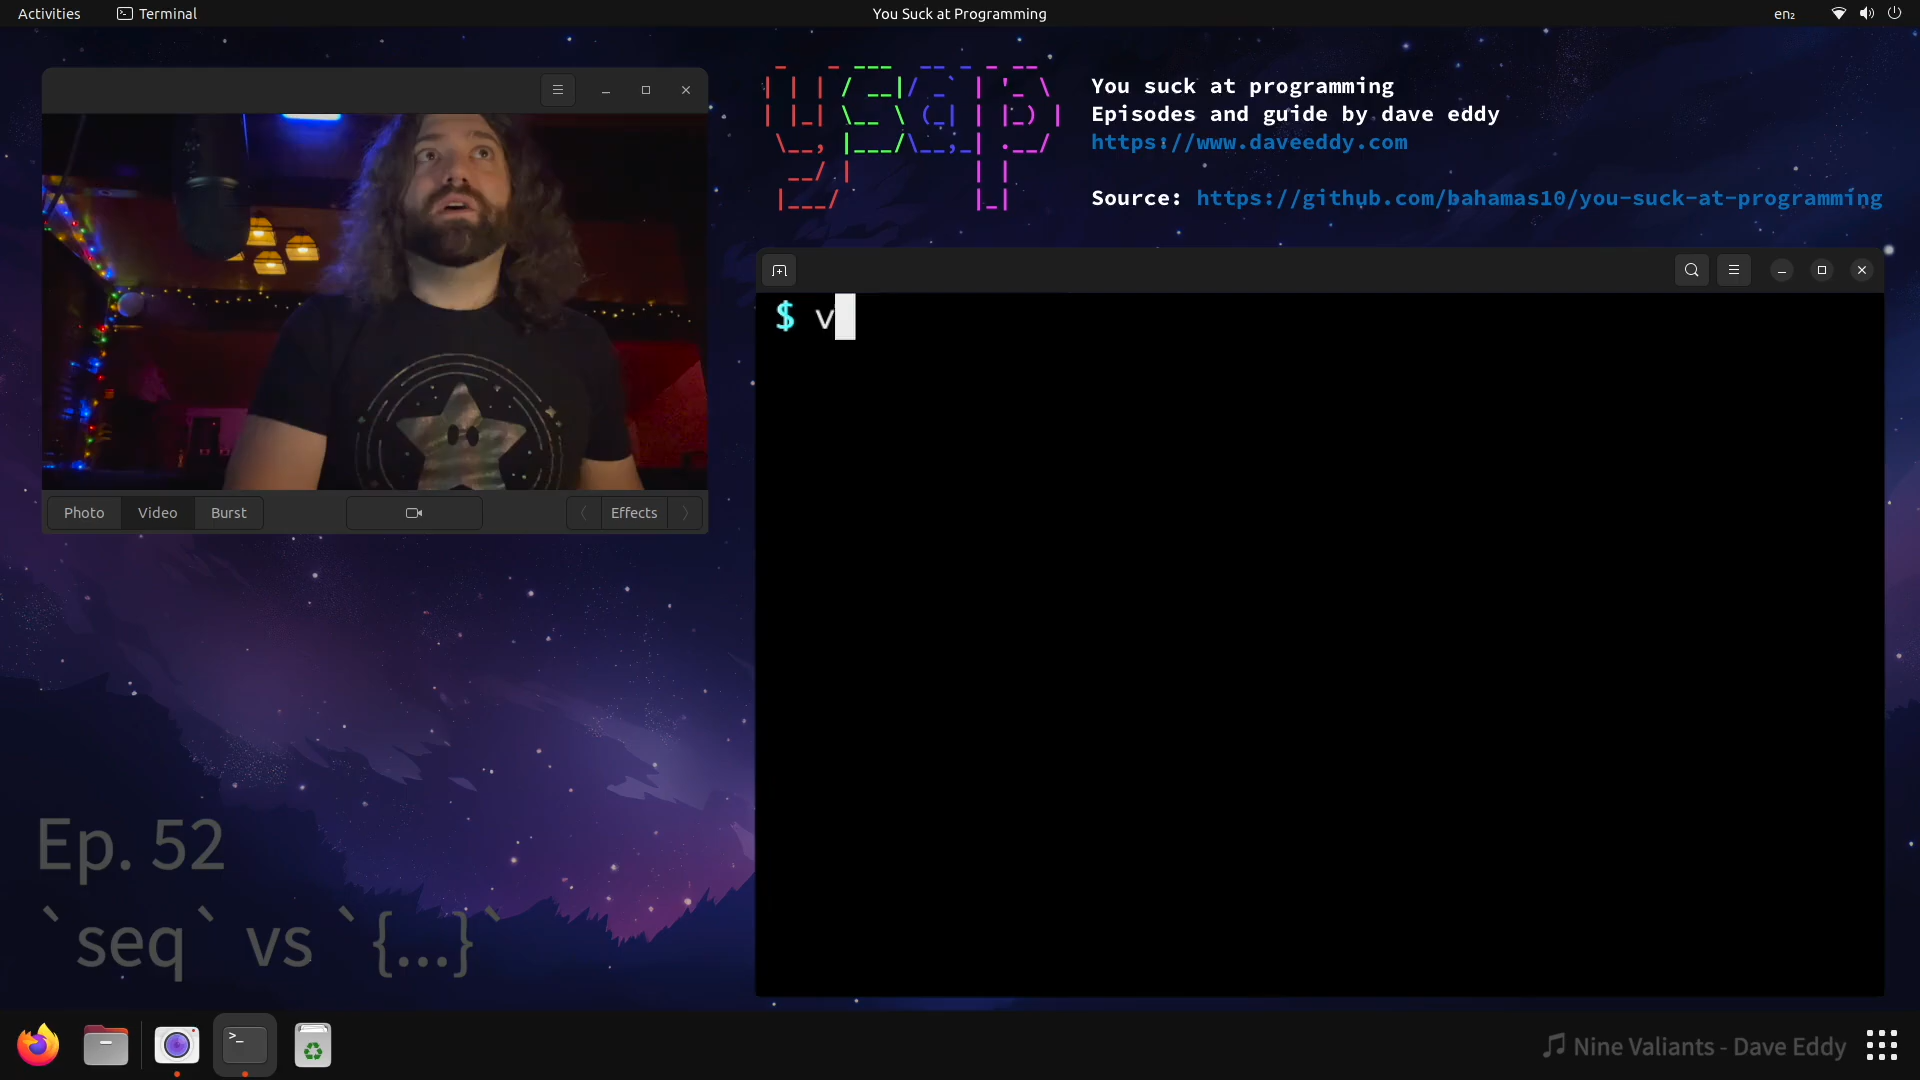 Activities
Terminal
You Suck at Programming
en₂
You suck at programming
Episodes and guide by dave eddy
https://www.daveeddy.com
Source: https://github.com/bahamas10/you-suck-at-programming
$ v
Photo
Video
Burst
Effects
Ep. 52
`seq` vs `{...}`
Nine Valiants - Dave Eddy